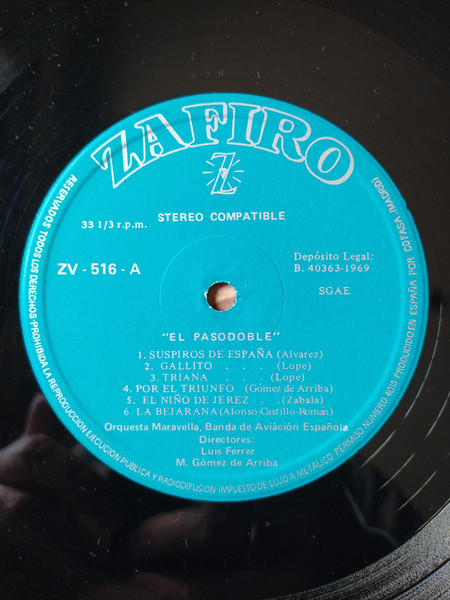 ZAFIRO
Z
33 1/3 r.p.m.
STEREO COMPATIBLE
ZV - 516 - A
Depósito Legal:
B. 40363-1969
SGAE
"EL PASODOBLE"
1. SUSPIROS DE ESPAÑA (Alvarez)
2. GALLITO . . . (Lope)
3. TRIANA . . . (Lope)
4. POR EL TRIUNFO (Gómez de Arriba)
5. EL NIÑO DE JEREZ . .(Zabala)
6. LA BEJARANA (Alonso-Castillo-Román)
Orquesta Maravella, Banda de Aviación Española
Directores:
Luis Ferrer
M. Gómez de Arriba
RESERVADOS TODOS LOS DERECHOS·PROHIBIDA LA REPRODUCCION EJECUCION PUBLICA Y RADIODIFUSION IMPUESTO DE LUJO A METALICO PERMISO NUMERO 4013 / PRODUCIDO EN ESPAÑA POR COFASA (MADRID)